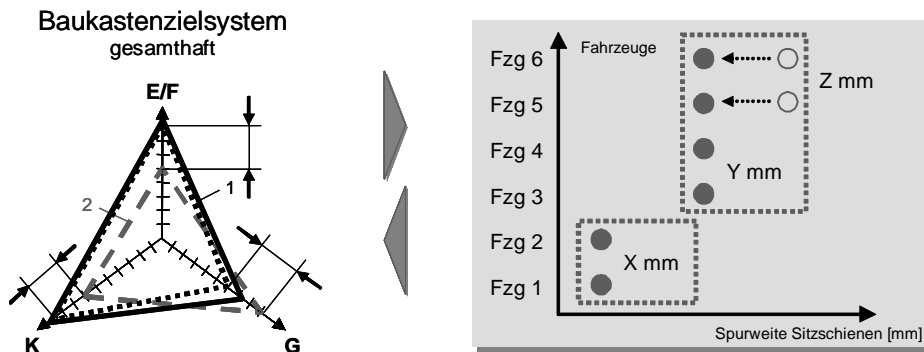 Baukastenzielsystem
gesamthaft
E/F
1
2
K
G
Fahrzeuge
Fzg 6
Z mm
Fzg 5
Fzg 4
Y mm
Fzg 3
Fzg 2
X mm
Fzg 1
Spurweite Sitzschienen [mm]